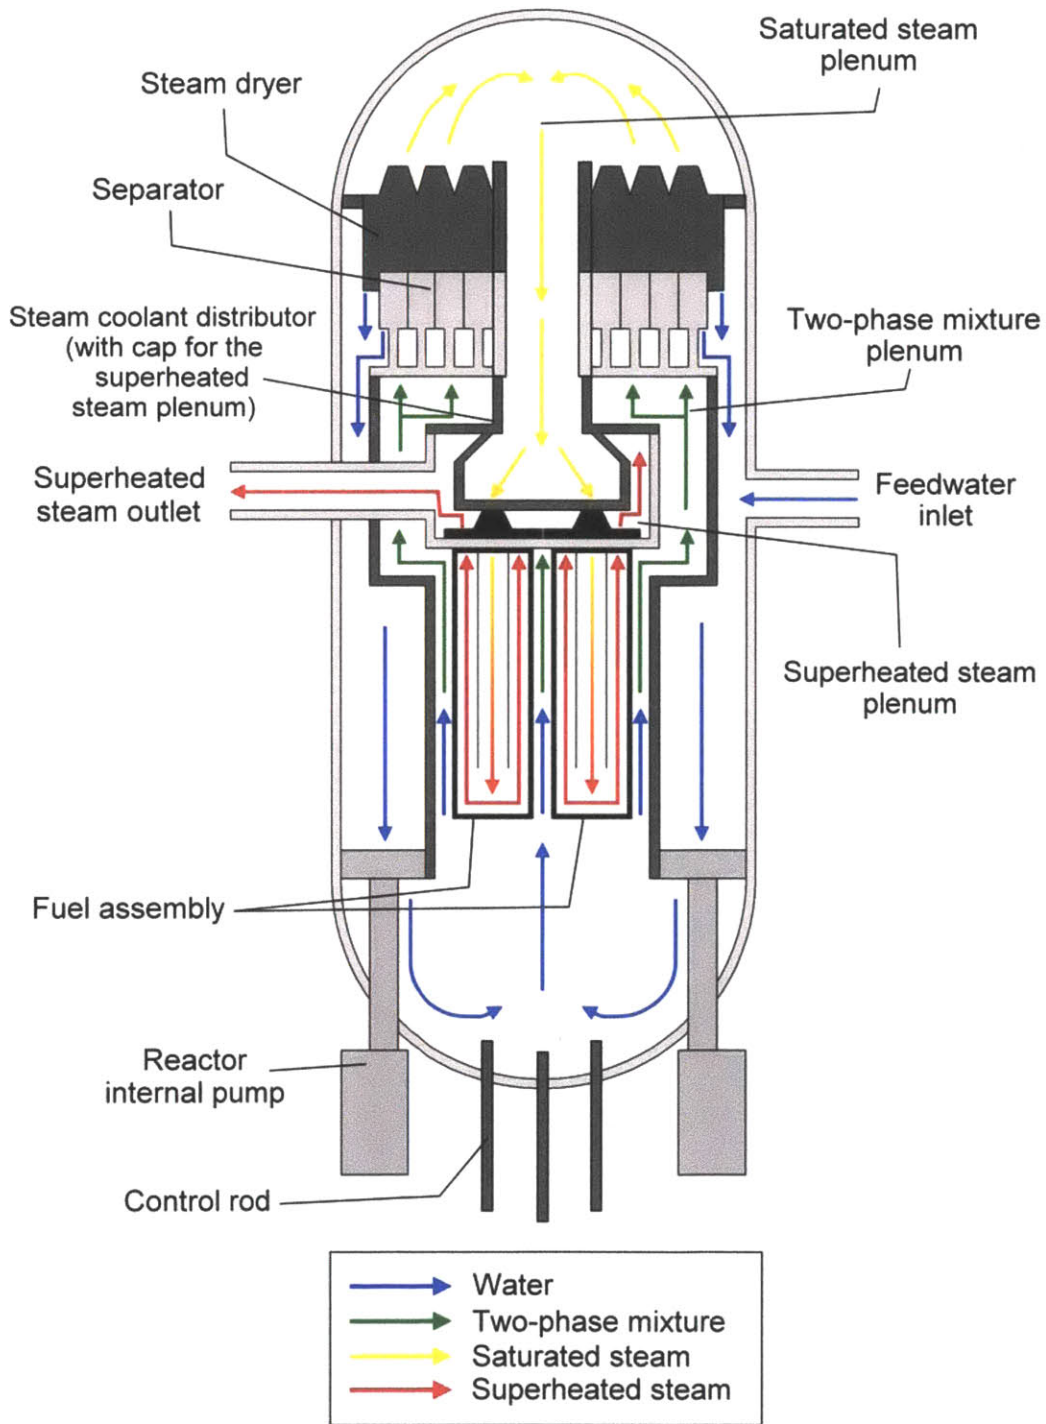 Saturated steam
plenum
Steam dryer
Separator
Steam coolant distributor
(with cap for the
superheated
steam plenum)
Two-phase mixture
plenum
Superheated
steam outlet
Feedwater
inlet
Superheated steam
plenum
Fuel assembly
Reactor
internal pump
Control rod
Water
Two-phase mixture
Saturated steam
Superheated steam